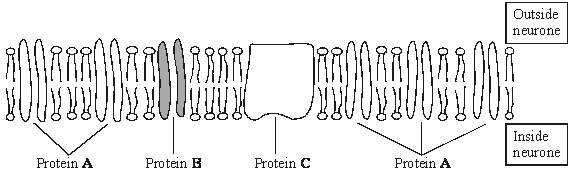 Outside
neurone
Inside
neurone
Protein A
Protein B
Protein C
Protein A